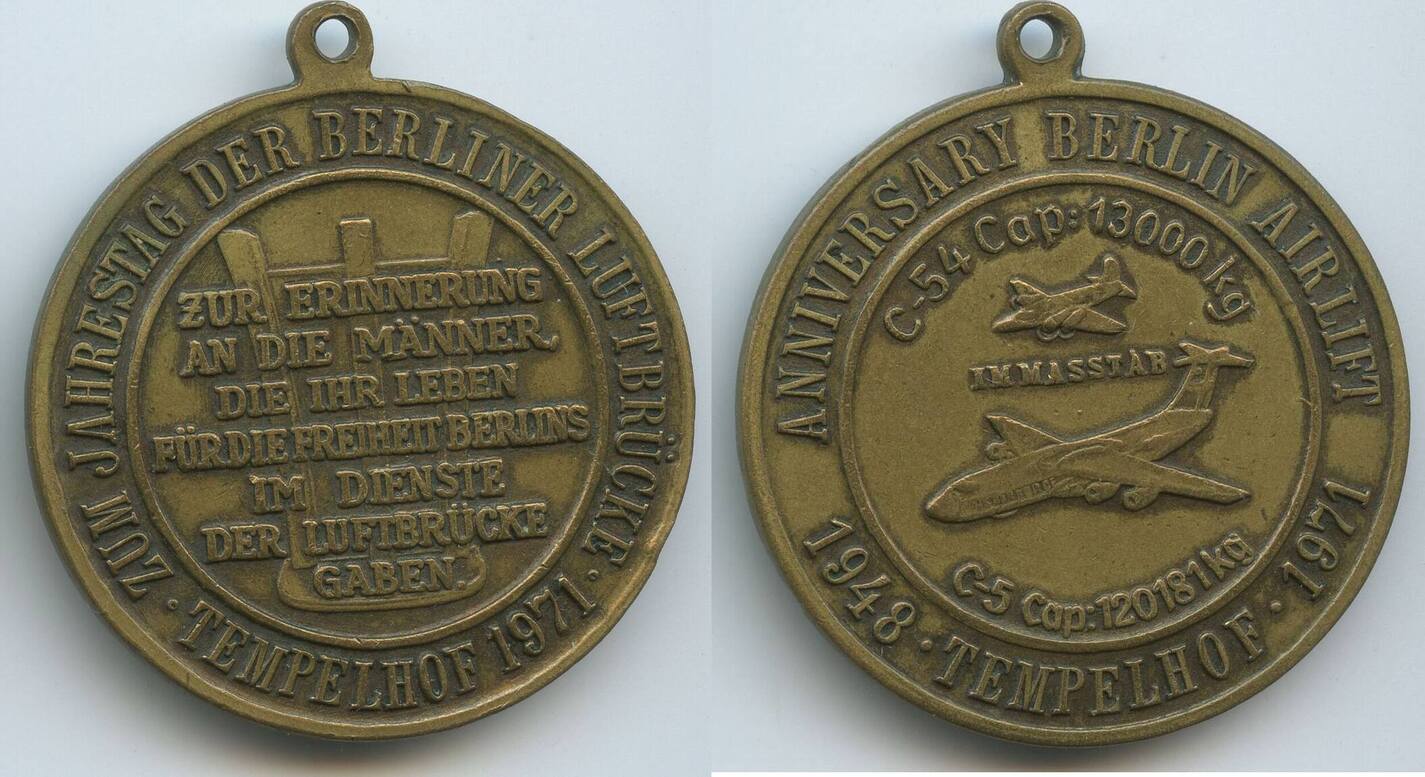 ZUM JAHRESTAG DER BERLINER LUFTBRÜCKE · TEMPELHOF 1971 ·
ZUR ERINNERUNG
AN DIE MÄNNER,
DIE IHR LEBEN
FÜR DIE FREIHEIT BERLINS
IM DIENSTE
DER LUFTBRÜCKE
GABEN.
ANNIVERSARY BERLIN AIRLIFT
C-54 Cap: 13000 kg
IM MASSTAB
C-5 Cap: 120181 kg
1948 · TEMPELHOF · 1971